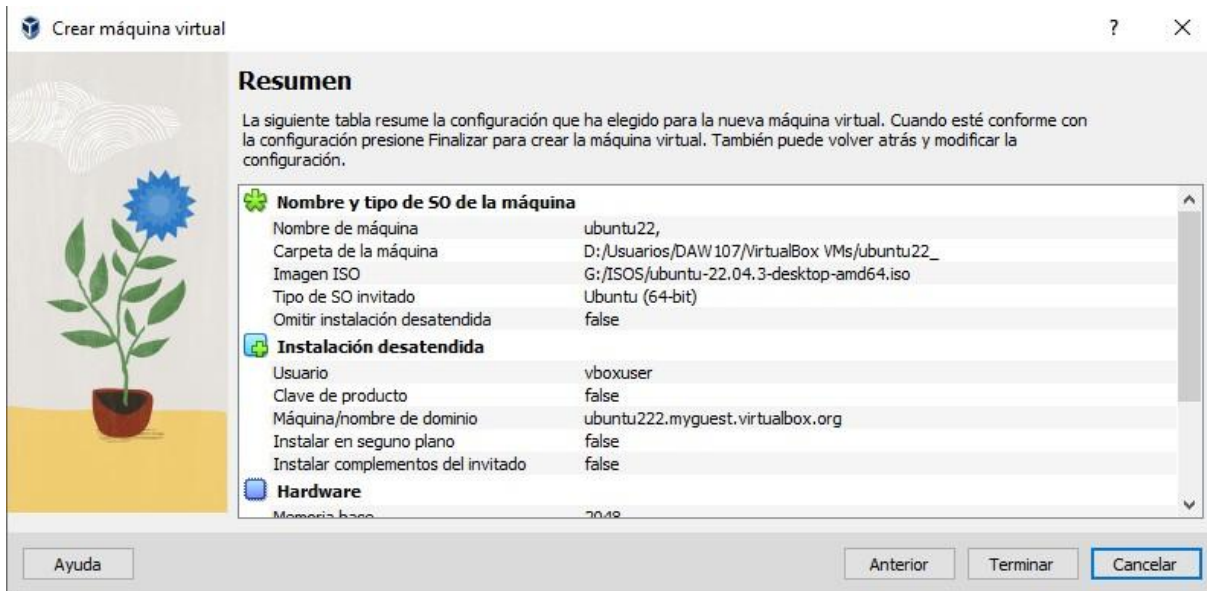 Crear máquina virtual
?
Resumen
La siguiente tabla resume la configuración que ha elegido para la nueva máquina virtual. Cuando esté conforme con
la configuración presione Finalizar para crear la máquina virtual. También puede volver atrás y modificar la
configuración.
Nombre y tipo de SO de la máquina
Nombre de máquina ubuntu22,
Carpeta de la máquina D:/Usuarios/DAW107/VirtualBox VMs/ubuntu22_
Imagen ISO G:/ISOS/ubuntu-22.04.3-desktop-amd64.iso
Tipo de SO invitado Ubuntu (64-bit)
Omitir instalación desatendida false
Instalación desatendida
Usuario vboxuser
Clave de producto false
Máquina/nombre de dominio ubuntu222.myguest.virtualbox.org
Instalar en seguno plano false
Instalar complementos del invitado false
Hardware
Memoria base 2048
Ayuda Anterior Terminar Cancelar